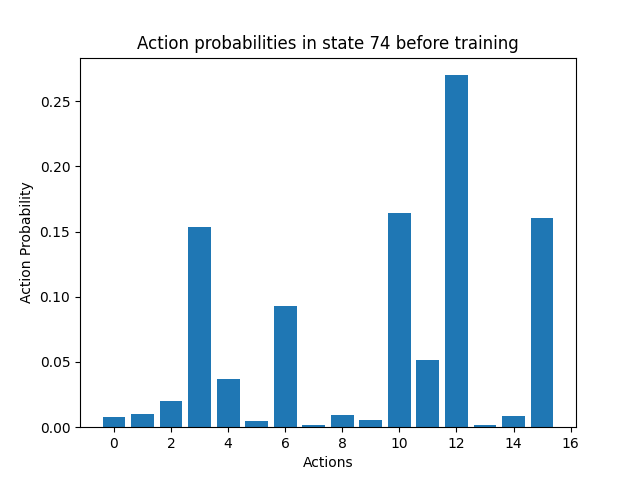 Action probabilities in state 74 before training
0.25
0.20
0.15
0.10
0.05
0.00
Action Probability
0 2 4 6 8 10 12 14 16
Actions